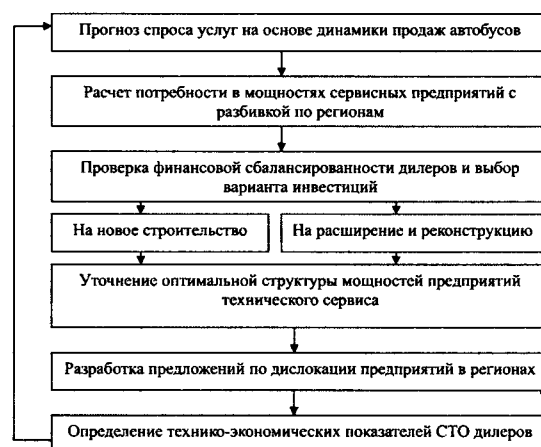 Прогноз спроса услуг на основе динамики продаж автобусов
Расчет потребности в мощностях сервисных предприятий с
разбивкой по регионам
Проверка финансовой сбалансированности дилеров и выбор
варианта инвестиций
На новое строительство
На расширение и реконструкцию
Уточнение оптимальной структуры мощностей предприятий
технического сервиса
Разработка предложений по дислокации предприятий в регионах
Определение технико-экономических показателей СТО дилеров